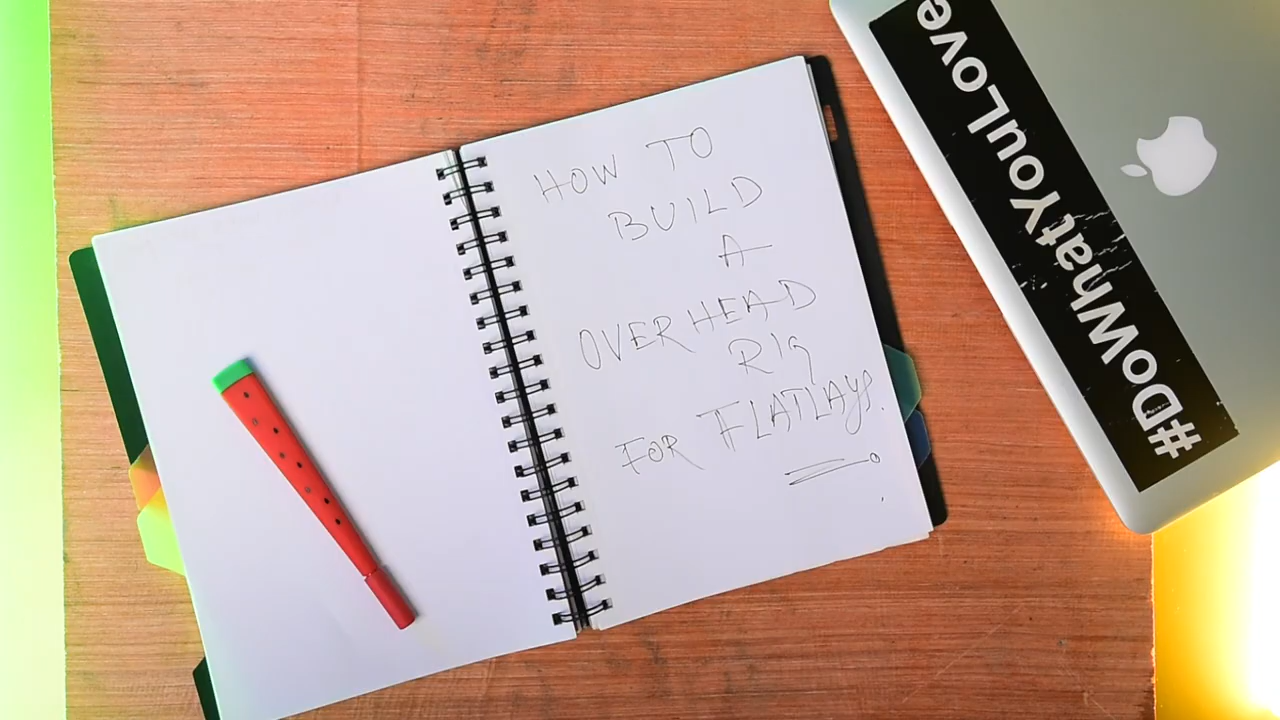 HOW TO
BUILD
A
OVERHEAD
RIg
FOR FLATLAYS.
#DoWhatYouLove